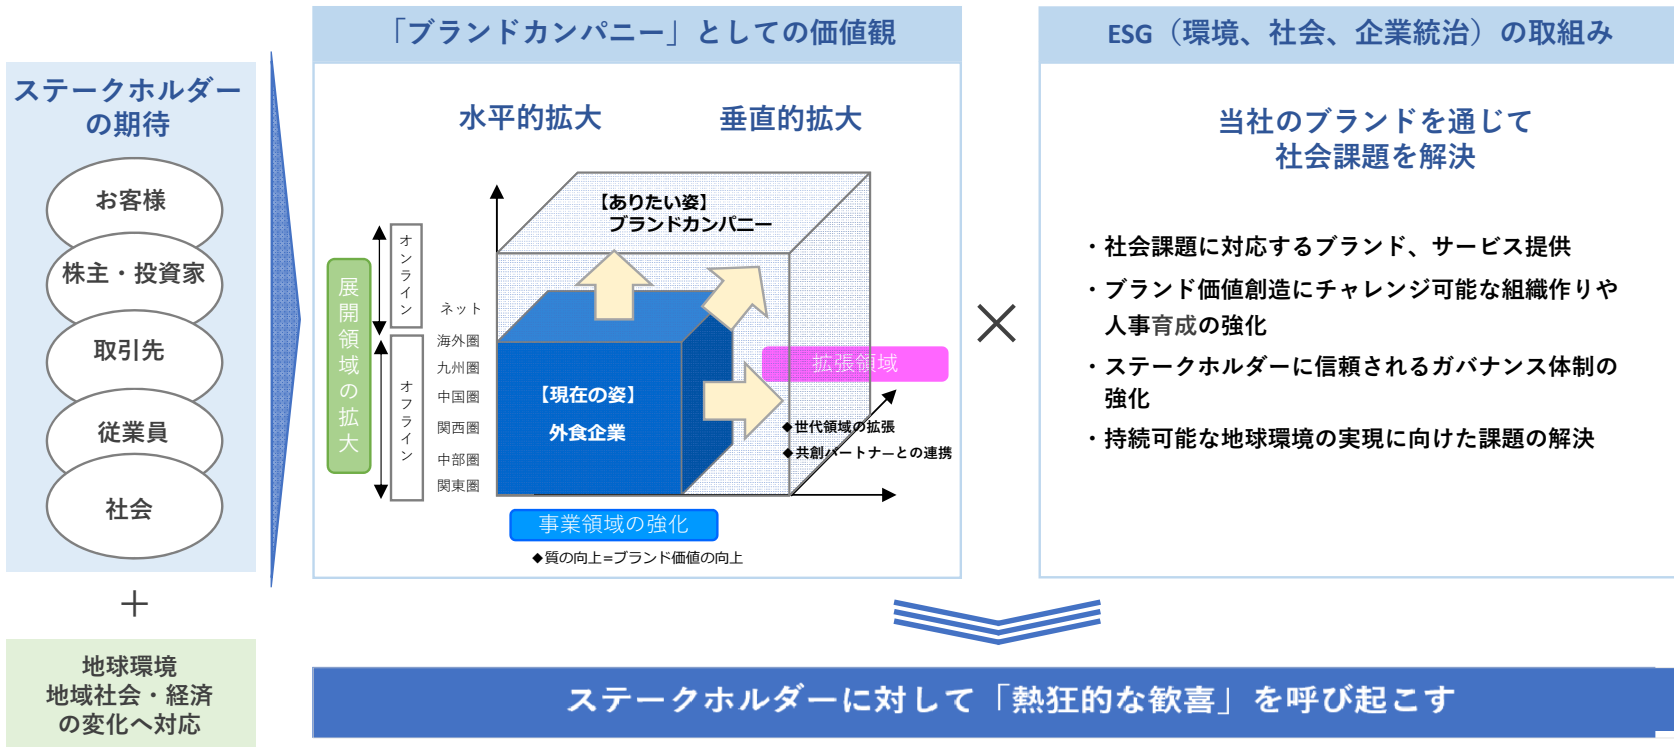 ステークホルダー
の期待
お客様
株主・投資家
取引先
従業員
社会
＋
地球環境
地域社会・経済
の変化へ対応
「ブランドカンパニー」としての価値観
水平的拡大
垂直的拡大
【ありたい姿】
ブランドカンパニー
展開領域の拡大
オンライン
オフライン
ネット
海外圏
九州圏
中国圏
関西圏
中部圏
関東圏
【現在の姿】
外食企業
拡張領域
◆世代領域の拡張
◆共創パートナーとの連携
事業領域の強化
◆質の向上=ブランド価値の向上
×
ESG（環境、社会、企業統治）の取組み
当社のブランドを通じて
社会課題を解決
・社会課題に対応するブランド、サービス提供
・ブランド価値創造にチャレンジ可能な組織作りや
人事育成の強化
・ステークホルダーに信頼されるガバナンス体制の
強化
・持続可能な地球環境の実現に向けた課題の解決
ステークホルダーに対して「熱狂的な歓喜」を呼び起こす